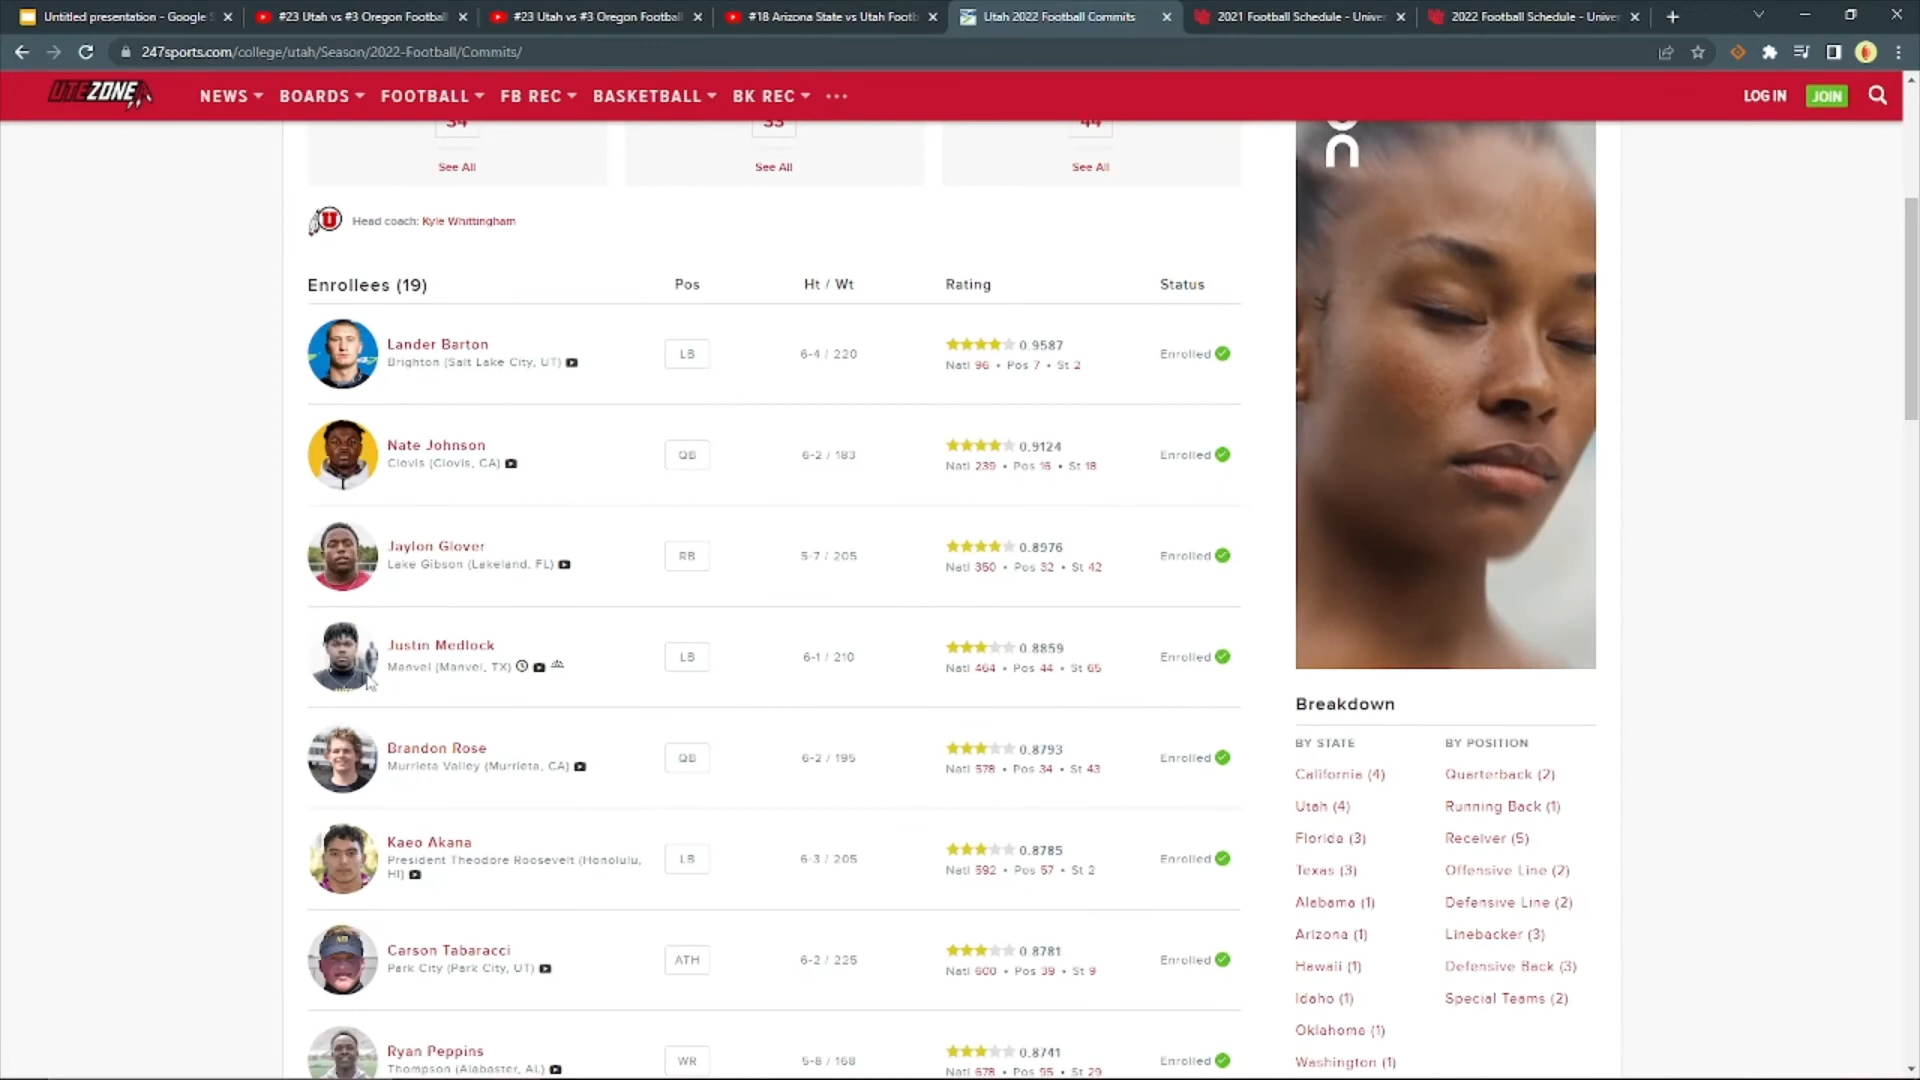 Untitled presentation - Google S
#23 Utah vs #3 Oregon Football
#23 Utah vs #3 Oregon Football
#18 Arizona State vs Utah Footb
Utah 2022 Football Commits
2021 Football Schedule - Univer
2022 Football Schedule - Univer
247sports.com/college/utah/Season/2022-Football/Commits/
UTEZONE
NEWS
BOARDS
FOOTBALL
FB REC
BASKETBALL
BK REC
LOG IN
JOIN
34
33
44
See All
See All
See All
Head coach: Kyle Whittingham
Enrollees (19)
Pos
Ht / Wt
Rating
Status
Lander Barton
Brighton (Salt Lake City, UT)
LB
6-4 / 220
0.9587
Natl 96 • Pos 7 • St 2
Enrolled
Nate Johnson
Clovis (Clovis, CA)
QB
6-2 / 183
0.9124
Natl 239 • Pos 16 • St 18
Enrolled
Jaylon Glover
Lake Gibson (Lakeland, FL)
RB
5-7 / 205
0.8976
Natl 350 • Pos 32 • St 42
Enrolled
Justin Medlock
Manvel (Manvel, TX)
LB
6-1 / 210
0.8859
Natl 464 • Pos 44 • St 65
Enrolled
Brandon Rose
Murrieta Valley (Murrieta, CA)
QB
6-2 / 195
0.8793
Natl 578 • Pos 34 • St 43
Enrolled
Kaeo Akana
President Theodore Roosevelt (Honolulu,
HI)
LB
6-3 / 205
0.8785
Natl 592 • Pos 57 • St 2
Enrolled
Carson Tabaracci
Park City (Park City, UT)
ATH
6-2 / 225
0.8781
Natl 600 • Pos 39 • St 9
Enrolled
Ryan Peppins
Thompson (Alabaster, AL)
WR
5-8 / 168
0.8741
Natl 678 • Pos 95 • St 29
Enrolled
Breakdown
BY STATE
California (4)
Utah (4)
Florida (3)
Texas (3)
Alabama (1)
Arizona (1)
Hawaii (1)
Idaho (1)
Oklahoma (1)
Washington (1)
BY POSITION
Quarterback (2)
Running Back (1)
Receiver (5)
Offensive Line (2)
Defensive Line (2)
Linebacker (3)
Defensive Back (3)
Special Teams (2)